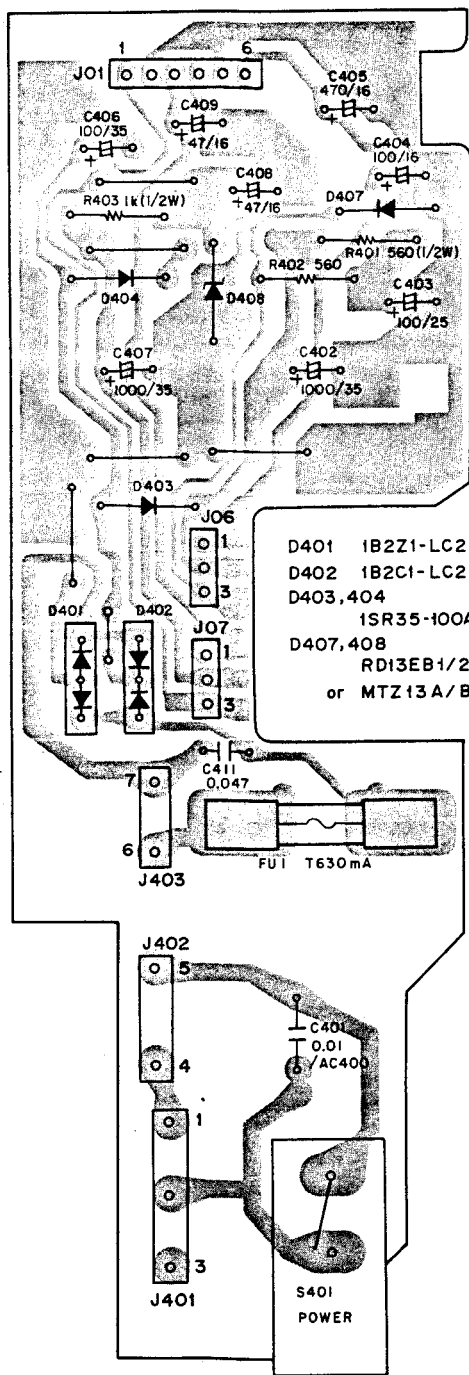 1 6
J01
C405
470/16
C409
47/16
C406
100/35
C404
100/16
C408
47/16
D407
R403 1k(1/2W)
R401 560(1/2W)
R402 560
D404
D408
C403
100/25
C407
1000/35
C402
1000/35
D403
J06
1
3
D401 1B2Z1-LC2
D402 1B2C1-LC2
D403,404
1SR35-100A
D407,408
RD13EB1/2
or MTZ13A/B
D401
D402
J07
1
3
C411
0.047
7
6
J403
FU1 T630mA
J402
5
4
C401
0.01
/AC400
1
3
J401
S401
POWER